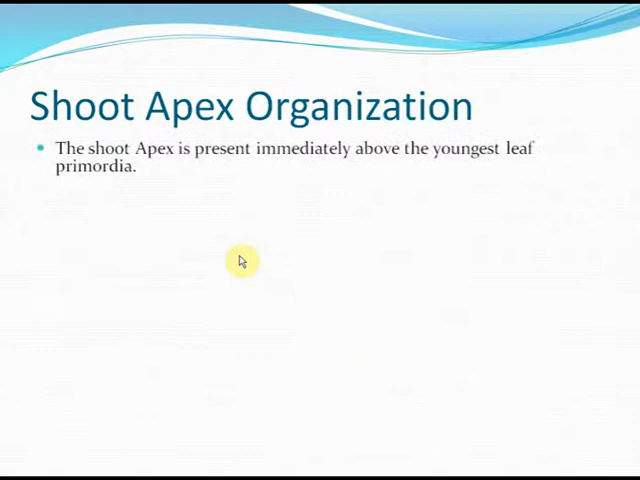 Shoot Apex Organization
The shoot Apex is present immediately above the youngest leaf
primordia.